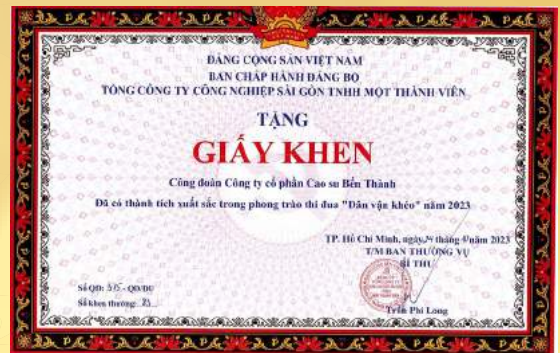 ĐẢNG CỘNG SẢN VIỆT NAM
BAN CHẤP HÀNH ĐẢNG BỘ
TỔNG CÔNG TY CÔNG NGHIỆP SÀI GÒN TNHH MỘT THÀNH VIÊN
TẶNG
GIẤY KHEN
Công đoàn Công ty cổ phần Cao su Bến Thành
Đã có thành tích xuất sắc trong phong trào thi đua "Dân vận khéo" năm 2023
TP. Hồ Chí Minh, ngày tháng năm 2023
T/M BAN THƯỜNG VỤ
BÍ THƯ
Số QĐ: -QĐ/ĐU
Số khen thưởng:
Trần Phi Long